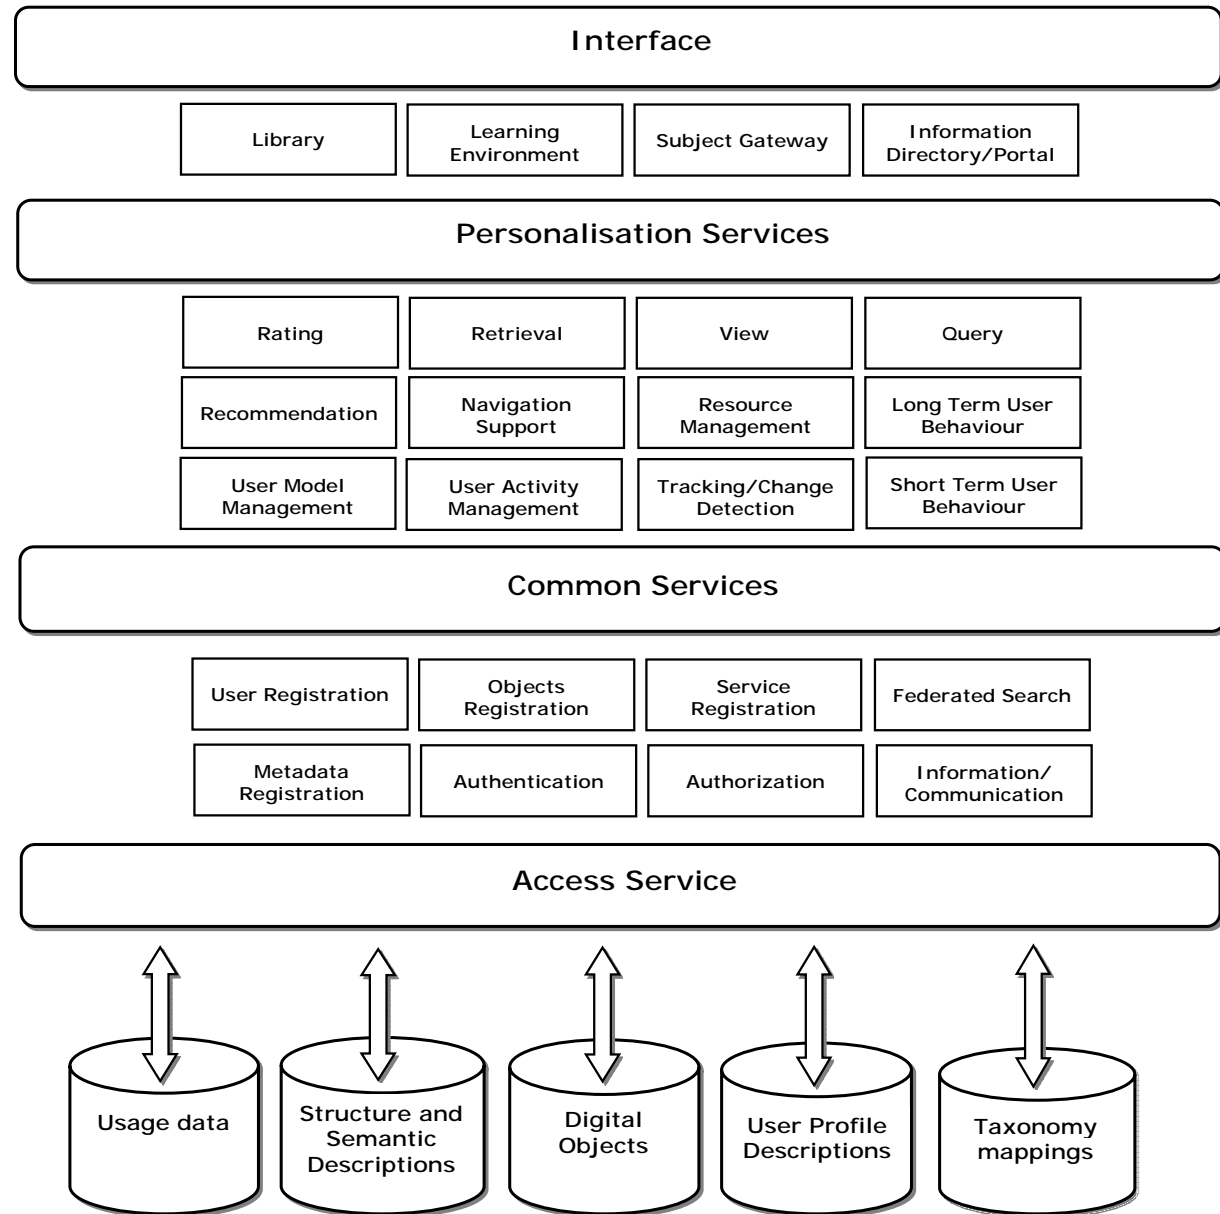 Interface
Library
Learning
Environment
Subject Gateway
Information
Directory/Portal
Personalisation Services
Rating
Retrieval
View
Query
Recommendation
Navigation
Support
Resource
Management
Long Term User
Behaviour
User Model
Management
User Activity
Management
Tracking/Change
Detection
Short Term User
Behaviour
Common Services
User Registration
Objects
Registration
Service
Registration
Federated Search
Metadata
Registration
Authentication
Authorization
Information/
Communication
Access Service
Usage data
Structure and
Semantic
Descriptions
Digital
Objects
User Profile
Descriptions
Taxonomy
mappings